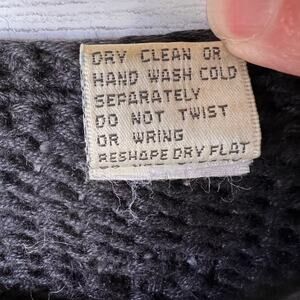 DRY CLEAN OR
HAND WASH COLD
SEPARATELY
DO NOT TWIST
OR WRING
RESHAPE DRY FLAT